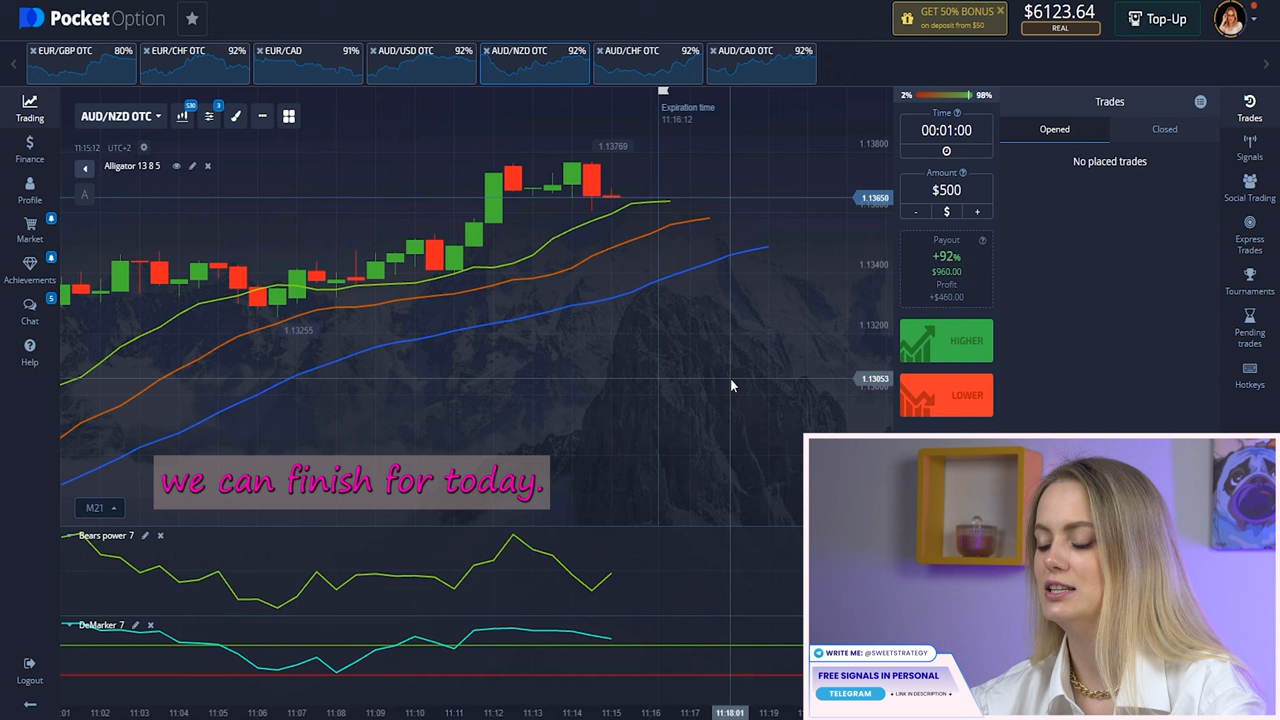 PocketOption
GET 50% BONUS
on deposit from $50
$6123.64
REAL
Top-Up
EUR/GBP OTC 80%
EUR/CHF OTC 92%
EUR/CAD 91%
AUD/USD OTC 92%
AUD/NZD OTC 92%
AUD/CHF OTC 92%
AUD/CAD OTC 92%
Trading
Finance
Profile
Market
Achievements
5
Chat
Help
Logout
AUD/NZD OTC
S30
3
11:15:12 UTC+2
Alligator 13 8 5
A
Expiration time
11:16:12
1.13769
1.13255
1.13800
1.13650
1.13400
1.13200
1.13053
we can finish for today.
M21
Bears power 7
DeMarker 7
:01 11:02 11:03 11:04 11:05 11:06 11:07 11:08 11:09 11:10 11:11 11:12 11:13 11:14 11:15 11:16 11:17 11:18:01 11:19
2% 98%
Time
00:01:00
Amount
$500
- $ +
Payout
+92%
$960.00
Profit
+$460.00
HIGHER
LOWER
Trades
Opened Closed
No placed trades
Trades
Signals
Social Trading
Express
Trades
Tournaments
Pending
trades
Hotkeys
WRITE ME: @SWEETSTRATEGY
FREE SIGNALS IN PERSONAL
TELEGRAM
LINK IN DESCRIPTION